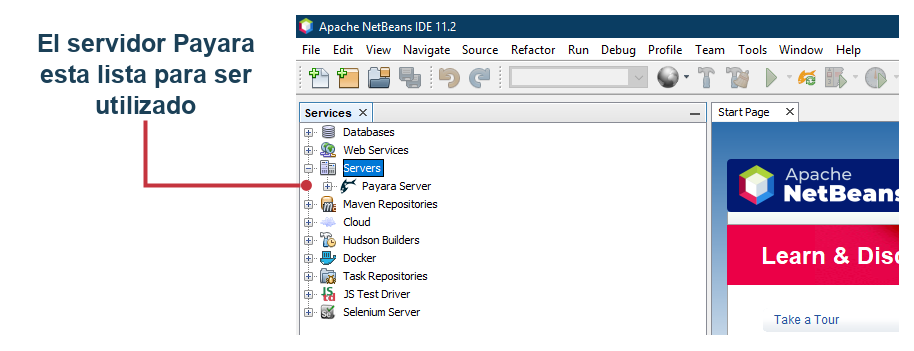 El servidor Payara
esta lista para ser
utilizado
Apache NetBeans IDE 11.2
File Edit View Navigate Source Refactor Run Debug Profile Team Tools Window Help
Services
Start Page
Databases
Web Services
Servers
Payara Server
Maven Repositories
Cloud
Hudson Builders
Docker
Task Repositories
JS Test Driver
Selenium Server
Apache
NetBeans
Learn & Disc
Take a Tour